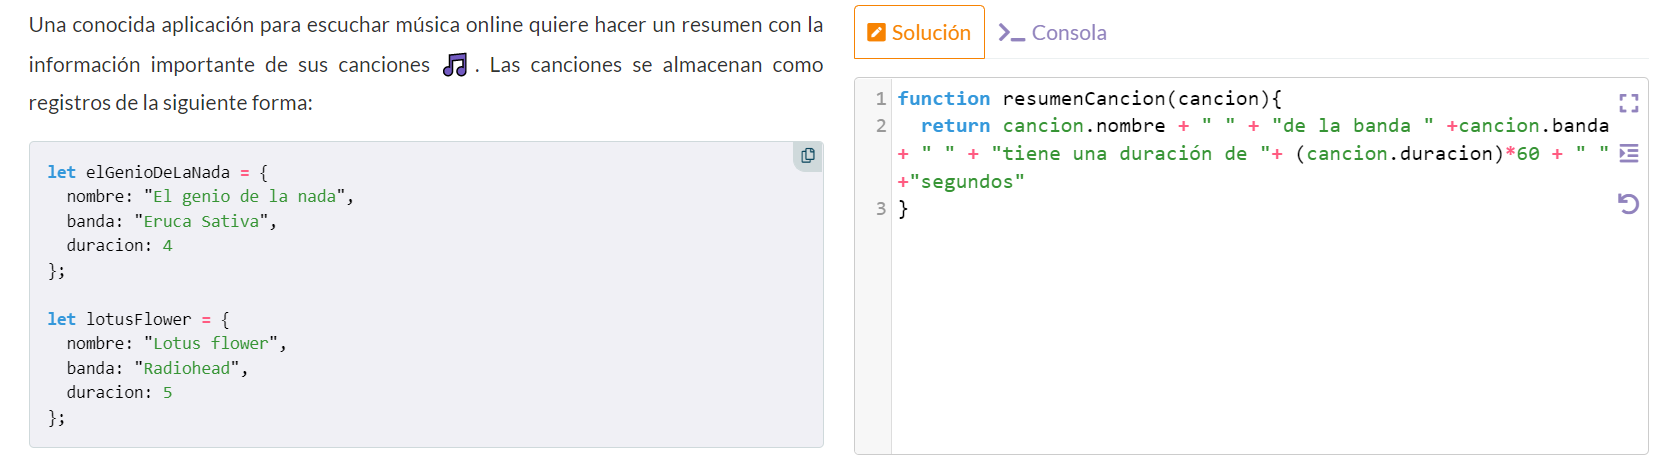 Una conocida aplicación para escuchar música online quiere hacer un resumen con la
información importante de sus canciones . Las canciones se almacenan como
registros de la siguiente forma:
let elGenioDeLaNada = {
  nombre: "El genio de la nada",
  banda: "Eruca Sativa",
  duracion: 4
};
let lotusFlower = {
  nombre: "Lotus flower",
  banda: "Radiohead",
  duracion: 5
};
Solución
Consola
1 function resumenCancion(cancion){
2   return cancion.nombre + " " + "de la banda " +cancion.banda
+ " " + "tiene una duración de "+ (cancion.duracion)*60 + " "
+"segundos"
3 }